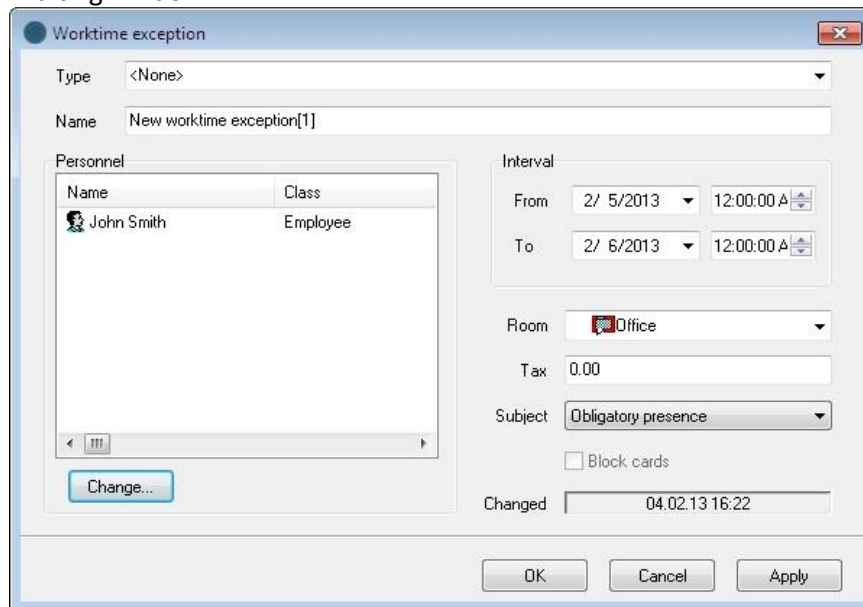 Worktime exception
Type <None>
Name New worktime exception[1]
Personnel
Name Class
John Smith Employee
Change...
Interval
From 2/ 5/2013 12:00:00 A
To 2/ 6/2013 12:00:00 A
Room Office
Tax 0.00
Subject Obligatory presence
Block cards
Changed 04.02.13 16:22
OK Cancel Apply